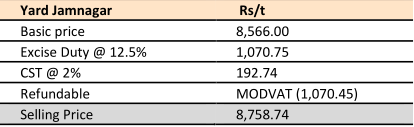 Yard Jamnagar Rs/t
Basic price 8,566.00
Excise Duty @ 12.5% 1,070.75
CST @ 2% 192.74
Refundable MODVAT (1,070.45)
Selling Price 8,758.74